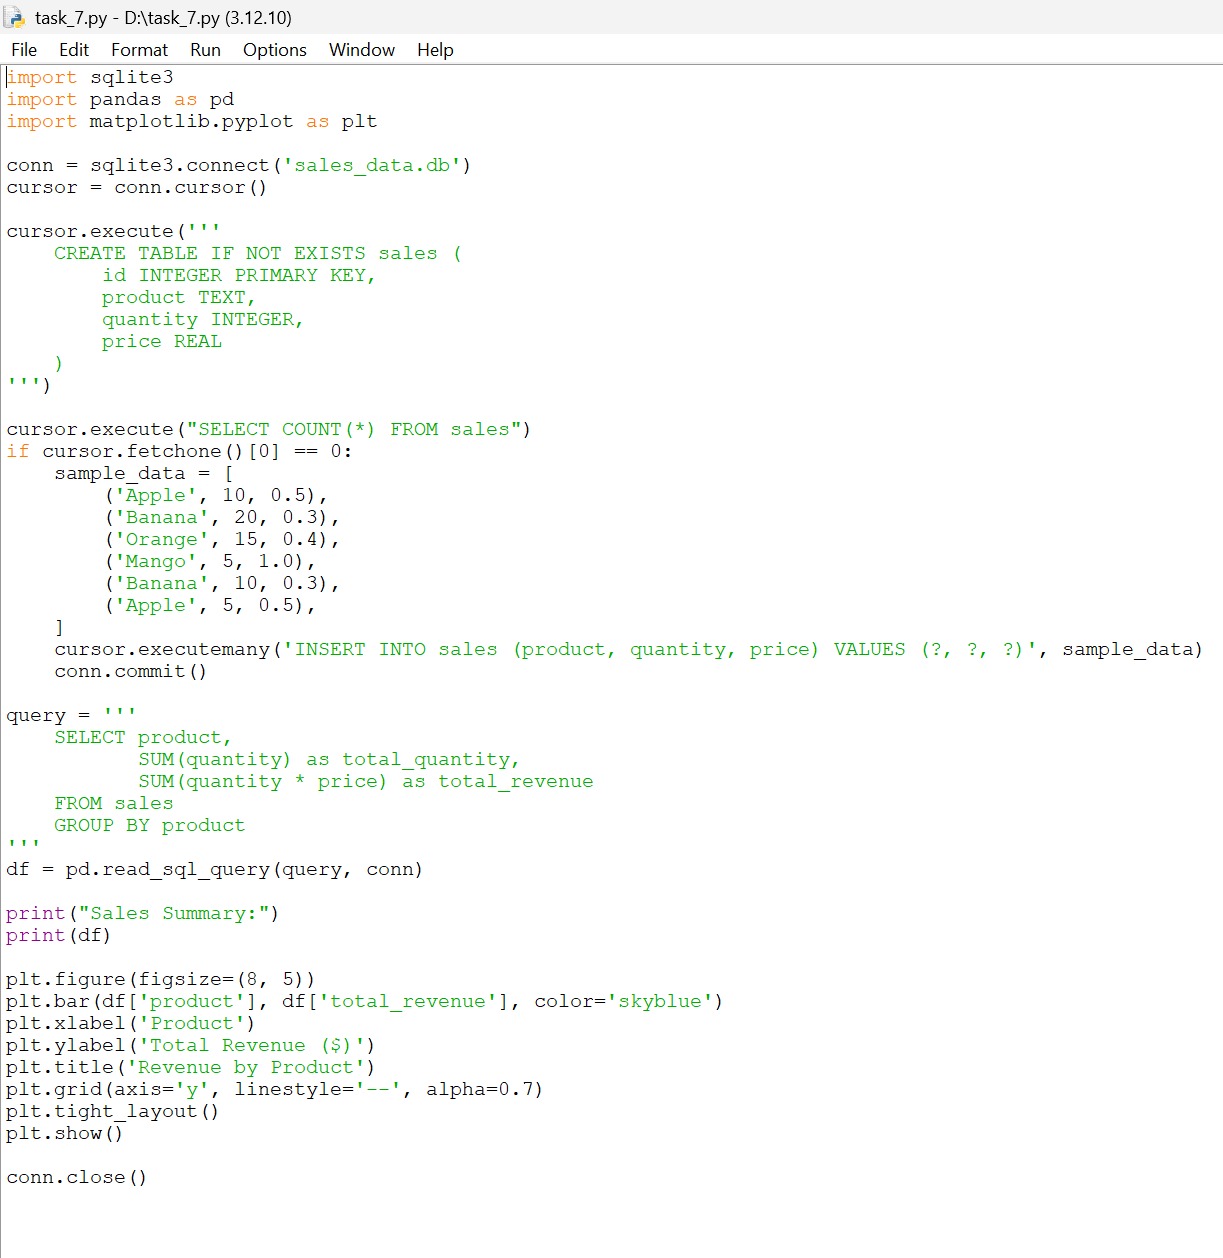 task_7.py - D:\task_7.py (3.12.10)
File Edit Format Run Options Window Help
import sqlite3
import pandas as pd
import matplotlib.pyplot as plt
conn = sqlite3.connect('sales_data.db')
cursor = conn.cursor()
cursor.execute('''
    CREATE TABLE IF NOT EXISTS sales (
        id INTEGER PRIMARY KEY,
        product TEXT,
        quantity INTEGER,
        price REAL
    )
''')
cursor.execute("SELECT COUNT(*) FROM sales")
if cursor.fetchone()[0] == 0:
    sample_data = [
        ('Apple', 10, 0.5),
        ('Banana', 20, 0.3),
        ('Orange', 15, 0.4),
        ('Mango', 5, 1.0),
        ('Banana', 10, 0.3),
        ('Apple', 5, 0.5),
    ]
    cursor.executemany('INSERT INTO sales (product, quantity, price) VALUES (?, ?, ?)', sample_data)
    conn.commit()
query = '''
    SELECT product,
           SUM(quantity) as total_quantity,
           SUM(quantity * price) as total_revenue
    FROM sales
    GROUP BY product
'''
df = pd.read_sql_query(query, conn)
print("Sales Summary:")
print(df)
plt.figure(figsize=(8, 5))
plt.bar(df['product'], df['total_revenue'], color='skyblue')
plt.xlabel('Product')
plt.ylabel('Total Revenue ($)')
plt.title('Revenue by Product')
plt.grid(axis='y', linestyle='--', alpha=0.7)
plt.tight_layout()
plt.show()
conn.close()